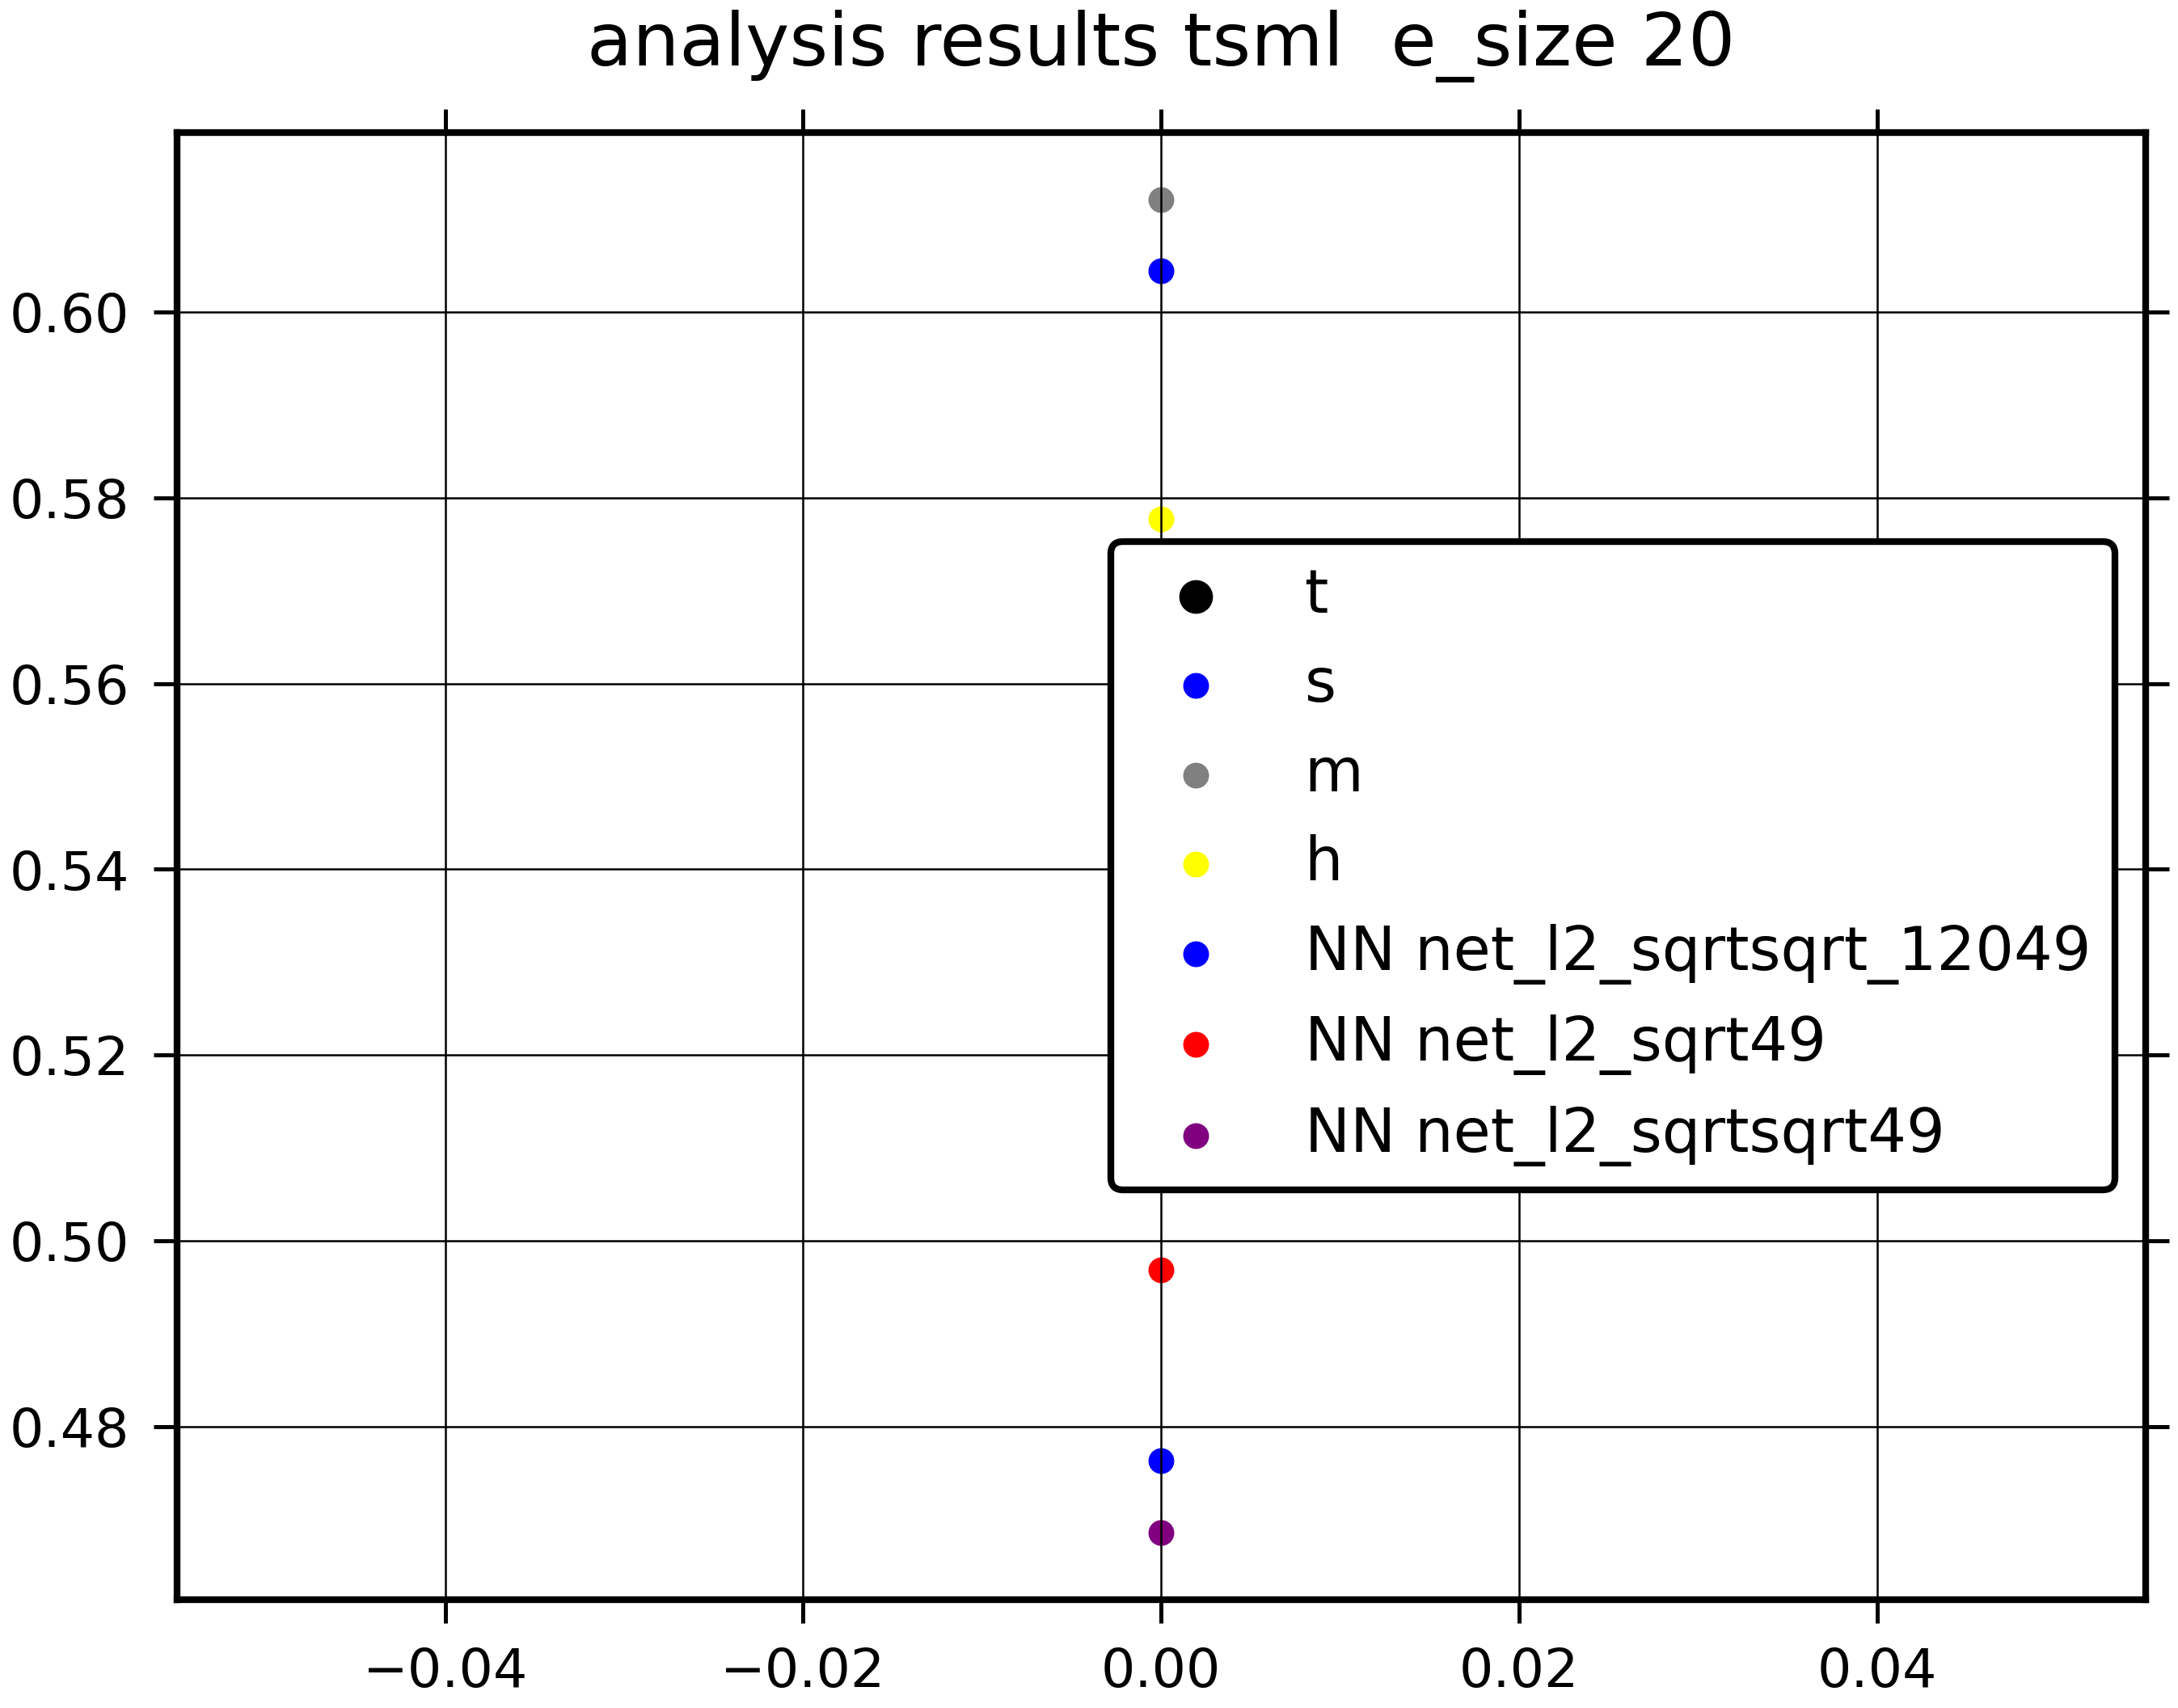 analysis results tsml  e_size 20
0.60
0.58
0.56
0.54
0.52
0.50
0.48
t
s
m
h
NN net_l2_sqrtsqrt_12049
NN net_l2_sqrt49
NN net_l2_sqrtsqrt49
−0.04 −0.02 0.00 0.02 0.04